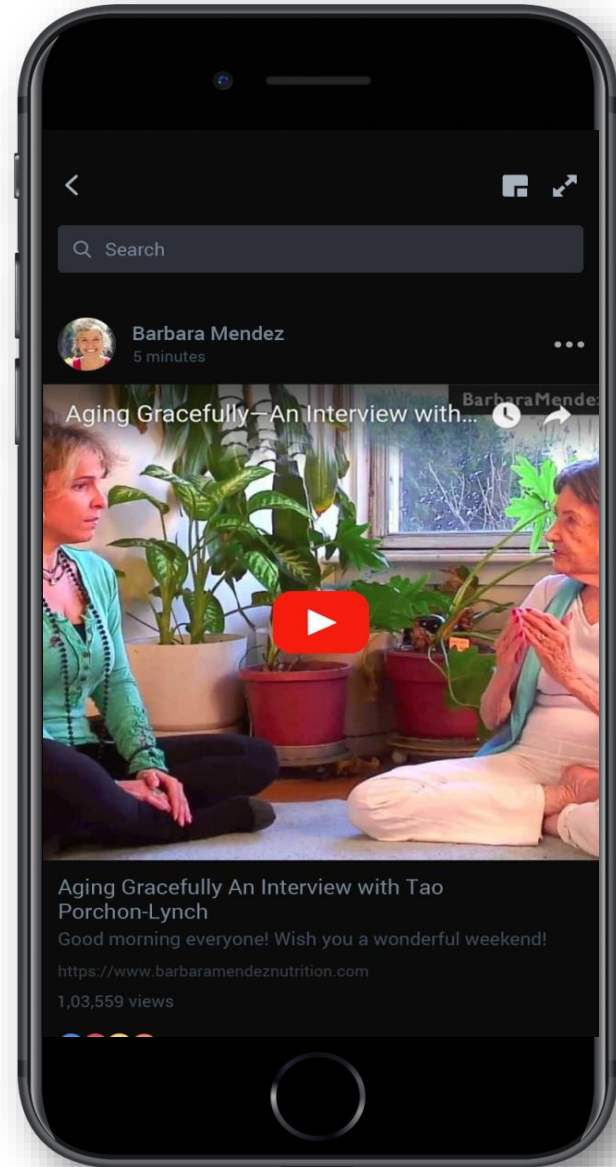 Search
Barbara Mendez
5 minutes
BarbaraMendez
Aging Gracefully—An Interview with...
Aging Gracefully An Interview with Tao
Porchon-Lynch
Good morning everyone! Wish you a wonderful weekend!
https://www.barbaramendeznutrition.com
1,03,559 views